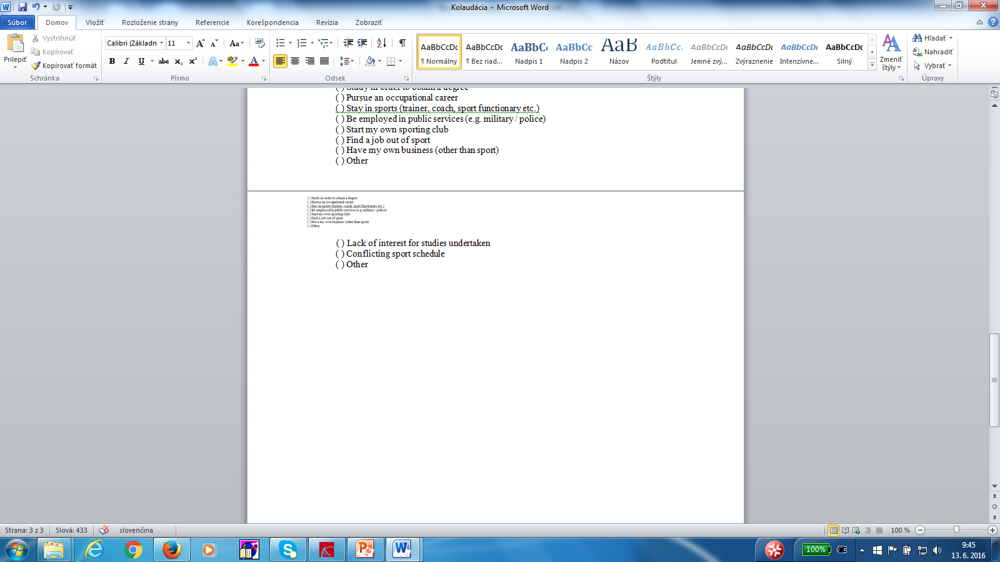 Kolaudácia - Microsoft Word
Súbor Domov Vložiť Rozloženie strany Referencie Korešpondencia Revízia Zobraziť
Prilepiť
Vystrihnúť
Kopírovať
Kopírovať formát
Schránka
Calibri (Základn 11
Písmo
Odsek
AaBbCcDc AaBbCcDc AaBbC AaBbCc AaB AaBbCc. AaBbCcDc AaBbCcDc AaBbCcDc AaBbCcDc
¶ Normálny ¶ Bez riad... Nadpis 1 Nadpis 2 Názov Podtitul Jemné zvý... Zvýraznenie Intenzívne... Silný
Štýly
Zmeniť štýly
Hľadať
Nahradiť
Vybrať
Úpravy
( ) Study in order to obtain a degree
( ) Pursue an occupational career
( ) Stay in sports (trainer, coach, sport functionary etc.)
( ) Be employed in public services (e.g. military / police)
( ) Start my own sporting club
( ) Find a job out of sport
( ) Have my own business (other than sport)
( ) Other
( ) Study in order to obtain a degree
( ) Pursue an occupational career
( ) Stay in sports (trainer, coach, sport functionary etc.)
( ) Be employed in public services (e.g. military / police)
( ) Start my own sporting club
( ) Find a job out of sport
( ) Have my own business (other than sport)
( ) Other
( ) Lack of interest for studies undertaken
( ) Conflicting sport schedule
( ) Other
Strana: 3 z 3 Slová: 433 slovenčina 100 %
100% 9:45
13. 6. 2016